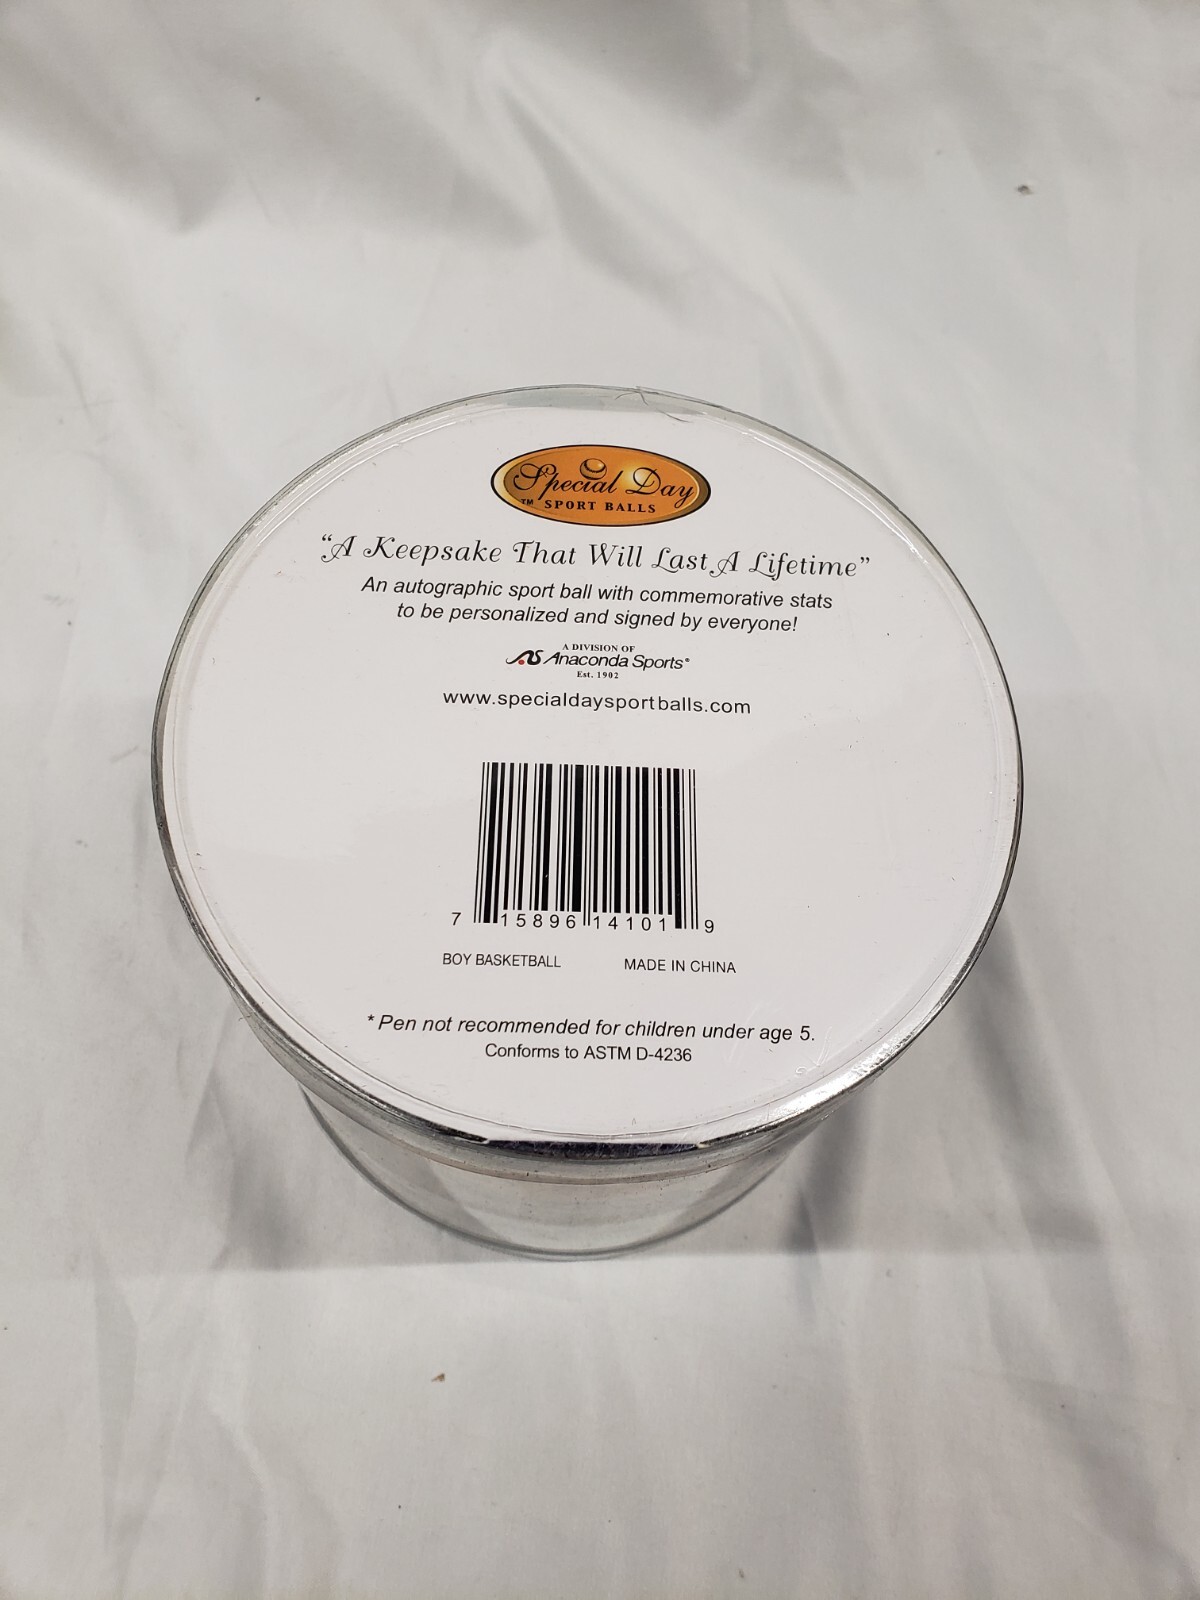 Special Day
™ SPORT BALLS
“A Keepsake That Will Last A Lifetime”
An autographic sport ball with commemorative stats
to be personalized and signed by everyone!
A DIVISION OF
AS Anaconda Sports®
Est. 1902
www.specialdaysportballs.com
7 15896 14101 9
BOY BASKETBALL MADE IN CHINA
* Pen not recommended for children under age 5.
Conforms to ASTM D-4236